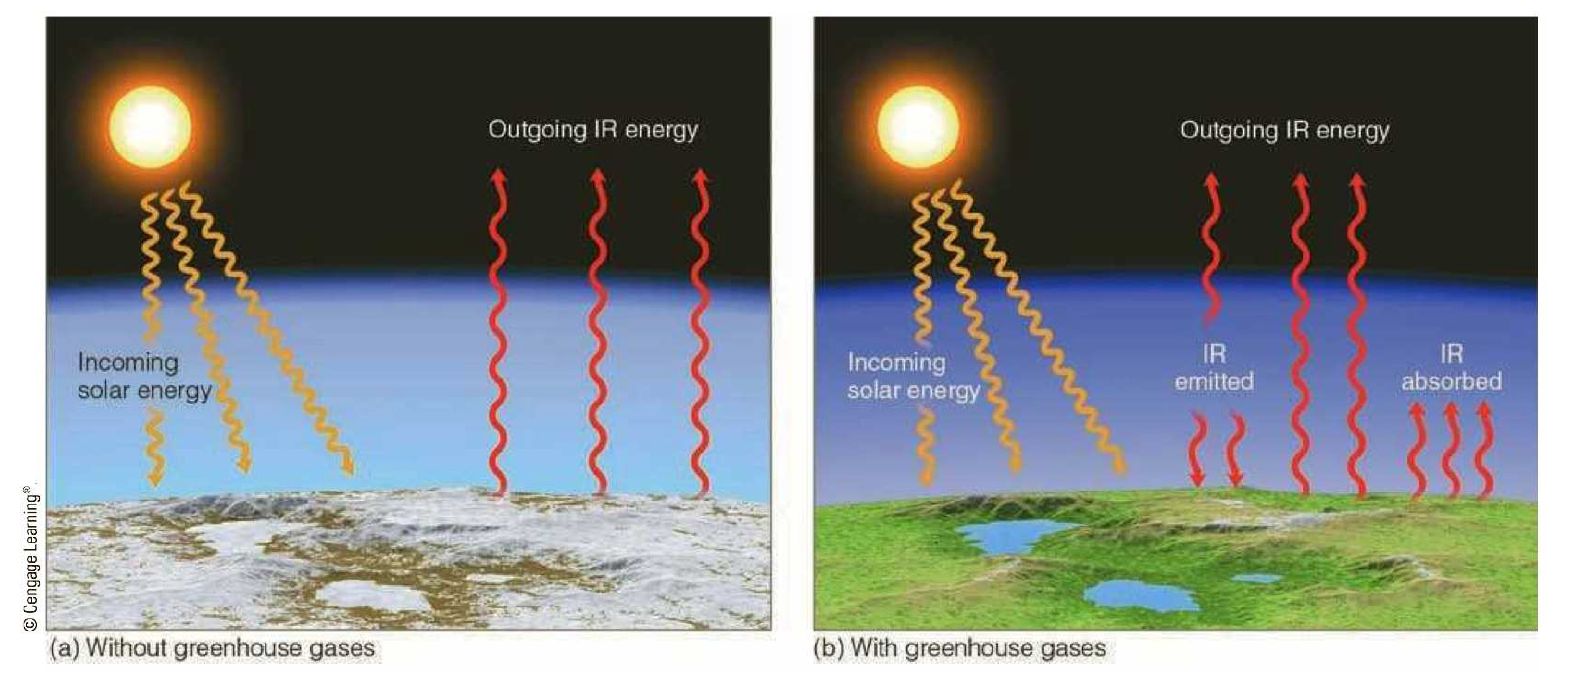 Outgoing IR energy
Incoming
solar energy
© Cengage Learning®.
(a) Without greenhouse gases
Outgoing IR energy
Incoming
solar energy
IR
emitted
IR
absorbed
(b) With greenhouse gases